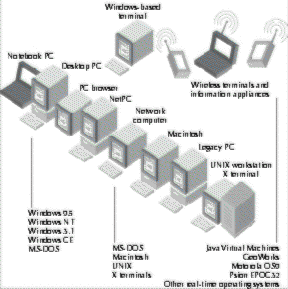 Windows-based
terminal
Notebook PC
Desktop PC
PC browser
NetPC
Network
computer
Macintosh
Legacy PC
UNIX workstation
X terminal
Wireless terminals and
information appliances
Windows 95
Windows NT
Windows 3.1
Windows CE
MS-DOS
MS-DOS
Macintosh
UNIX
X terminals
Java Virtual Machines
GeoWorks
Motorola OS9
Psion EPOC32
Other real-time operating systems